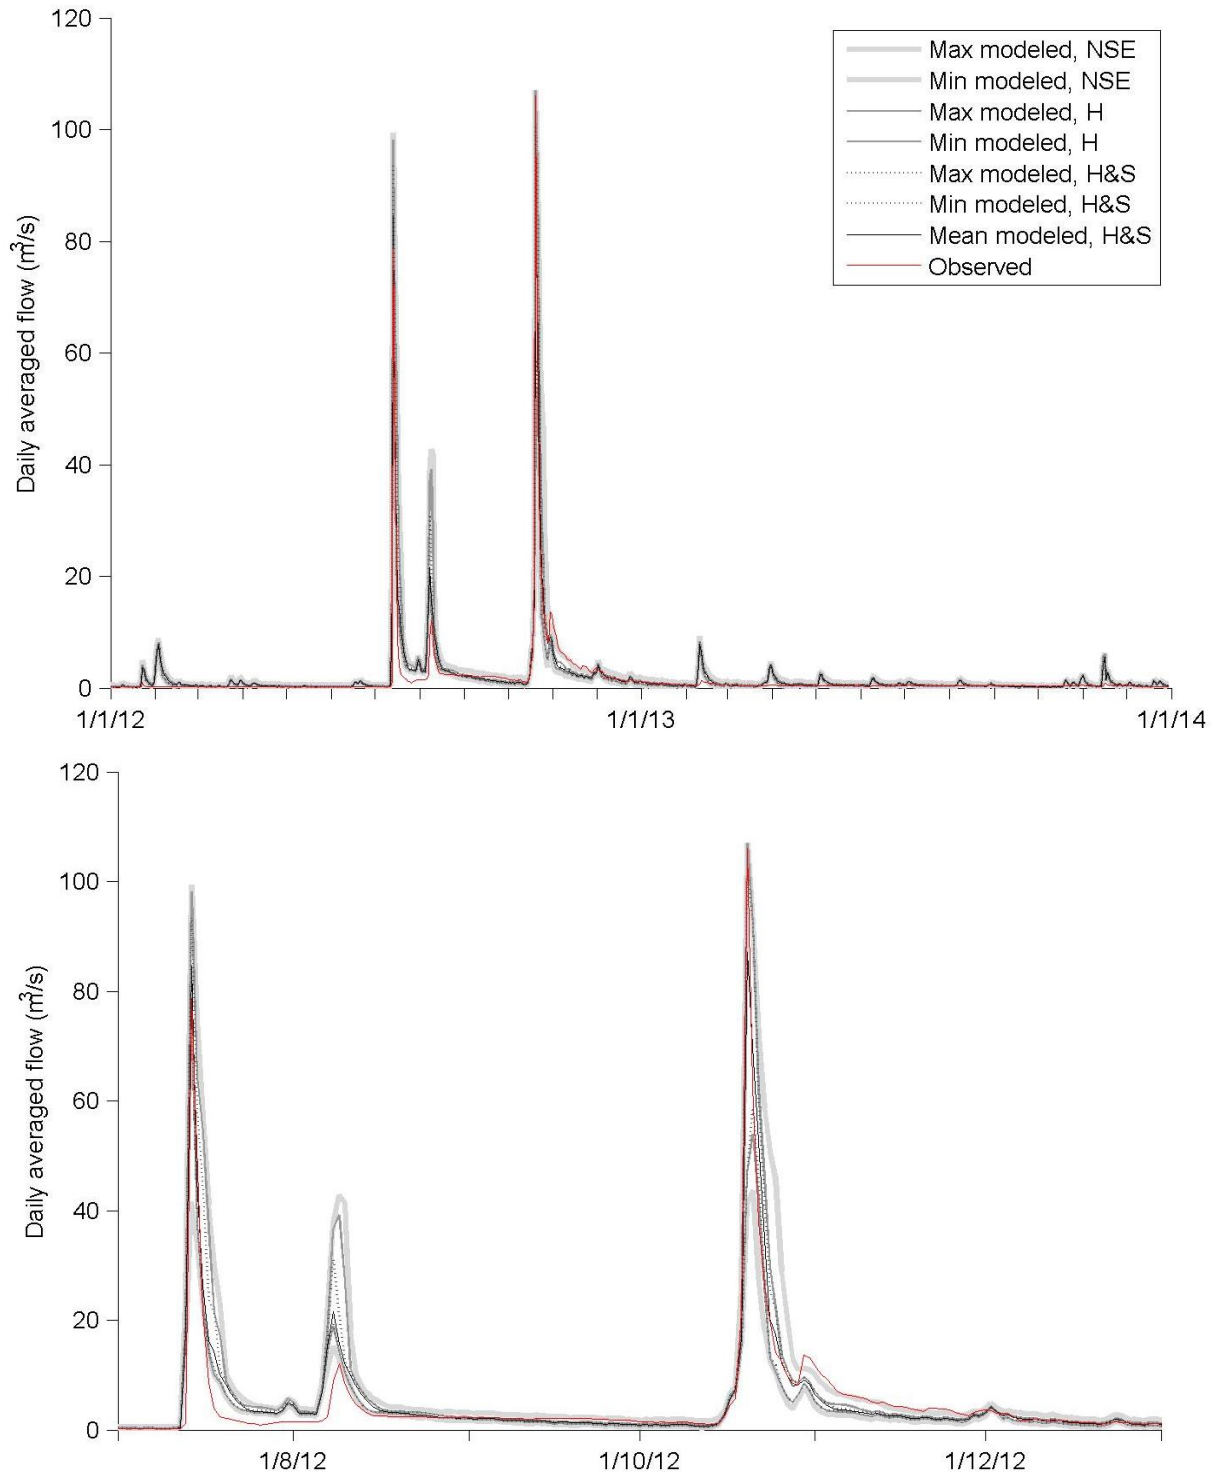 120
100
80
60
40
20
0
Daily averaged flow (m³/s)
Max modeled, NSE
Min modeled, NSE
Max modeled, H
Min modeled, H
Max modeled, H&S
Min modeled, H&S
Mean modeled, H&S
Observed
1/1/12
1/1/13
1/1/14
120
100
80
60
40
20
0
Daily averaged flow (m³/s)
1/8/12
1/10/12
1/12/12